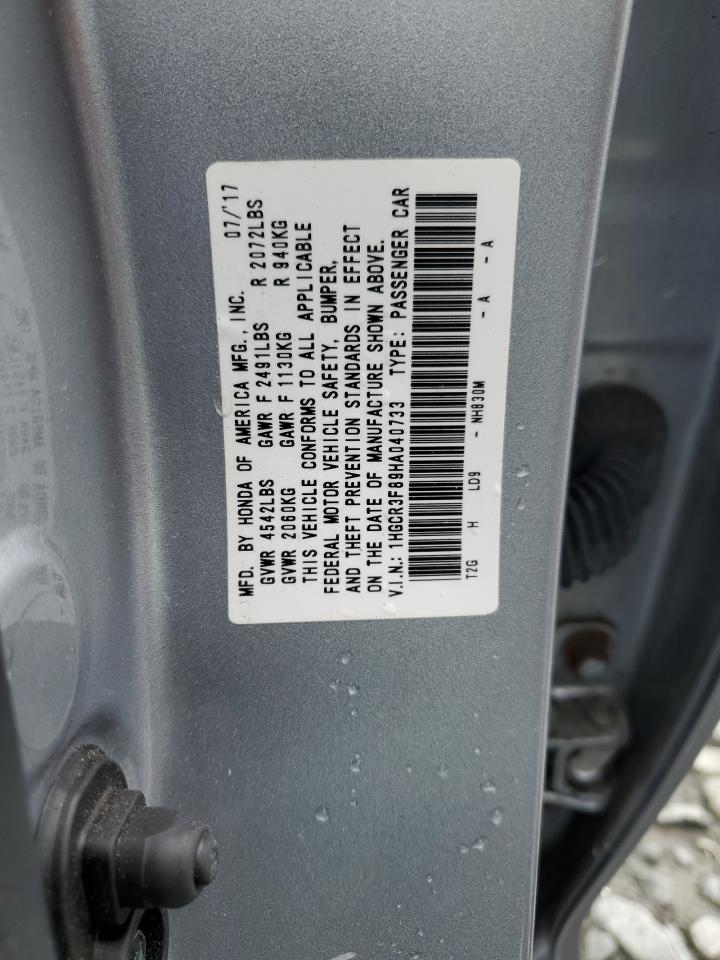 MFD. BY HONDA OF AMERICA MFG., INC. 07/'17
GVWR 4542LBS GAWR F 2491LBS R 2072LBS
GVWR 2060KG GAWR F 1130KG R 940KG
THIS VEHICLE CONFORMS TO ALL APPLICABLE
FEDERAL MOTOR VEHICLE SAFETY, BUMPER,
AND THEFT PREVENTION STANDARDS IN EFFECT
ON THE DATE OF MANUFACTURE SHOWN ABOVE.
V.I.N.: 1HGCR3F89HA040733 TYPE: PASSENGER CAR
T2G H LD9 - NH830M - A - A